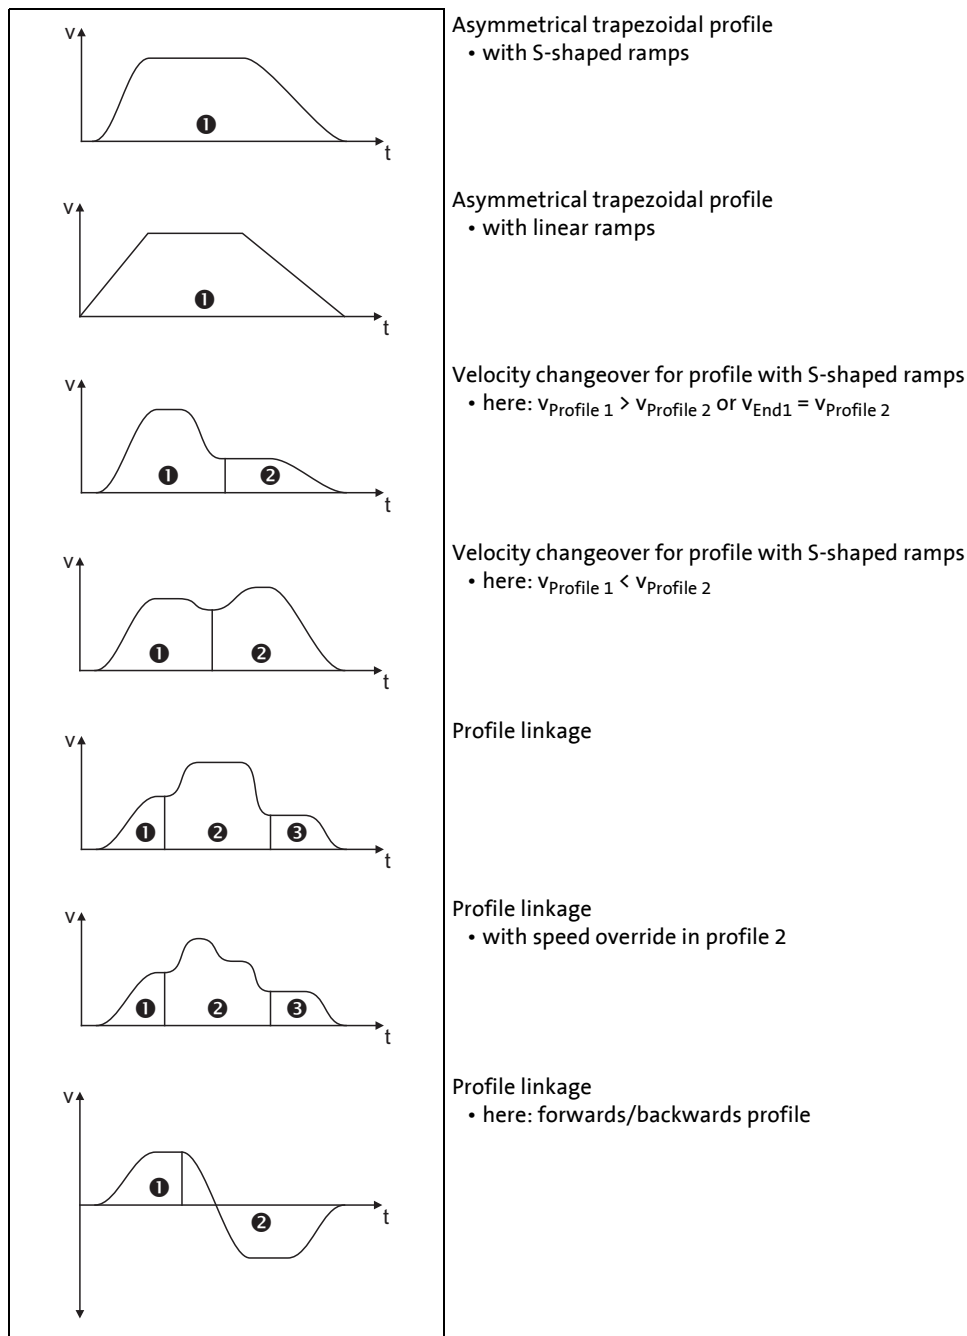 v
Asymmetrical trapezoidal profile
• with S-shaped ramps
❶
t
v
Asymmetrical trapezoidal profile
• with linear ramps
❶
t
v
Velocity changeover for profile with S-shaped ramps
• here: vProfile 1 > vProfile 2 or vEnd1 = vProfile 2
❶ ❷
t
v
Velocity changeover for profile with S-shaped ramps
• here: vProfile 1 < vProfile 2
❶ ❷
t
v
Profile linkage
❶ ❷ ❸
t
v
Profile linkage
• with speed override in profile 2
❶ ❷ ❸
t
v
Profile linkage
• here: forwards/backwards profile
❶
t
❷